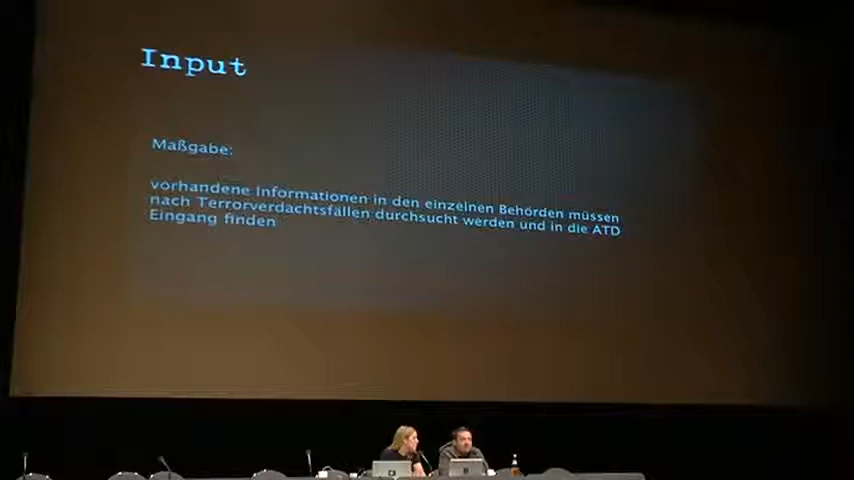 Input
Maßgabe:
vorhandene Informationen in den einzelnen Behörden müssen
nach Terrorverdachtsfällen durchsucht werden und in die ATD
Eingang finden